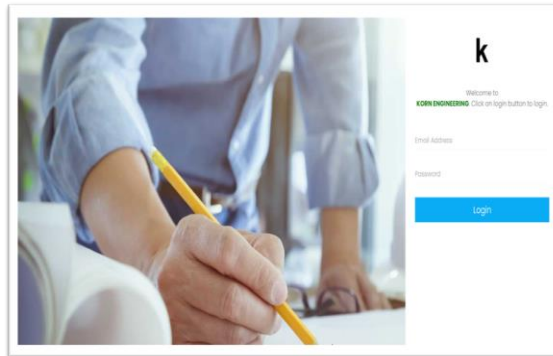 k
Welcome to
KORN ENGINEERING. Click on login button to login.
Email Address
Password
Login